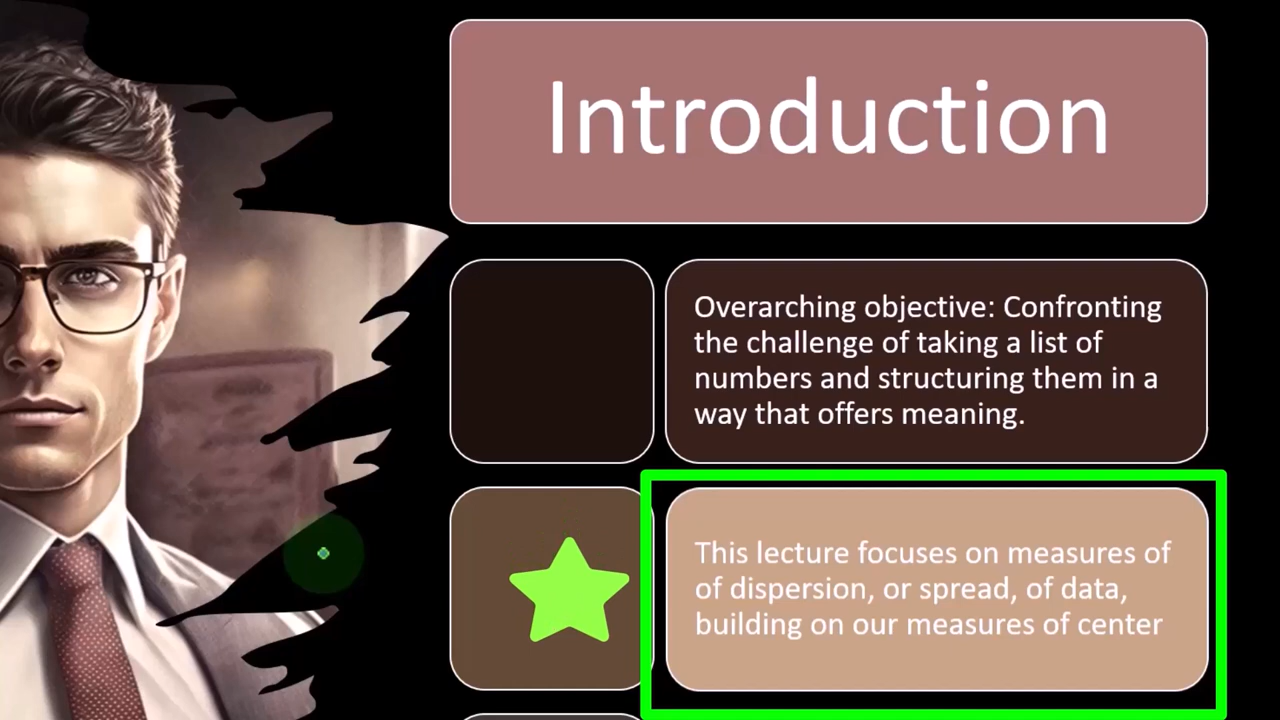 Introduction
Overarching objective: Confronting
the challenge of taking a list of
numbers and structuring them in a
way that offers meaning.
This lecture focuses on measures of
of dispersion, or spread, of data,
building on our measures of center